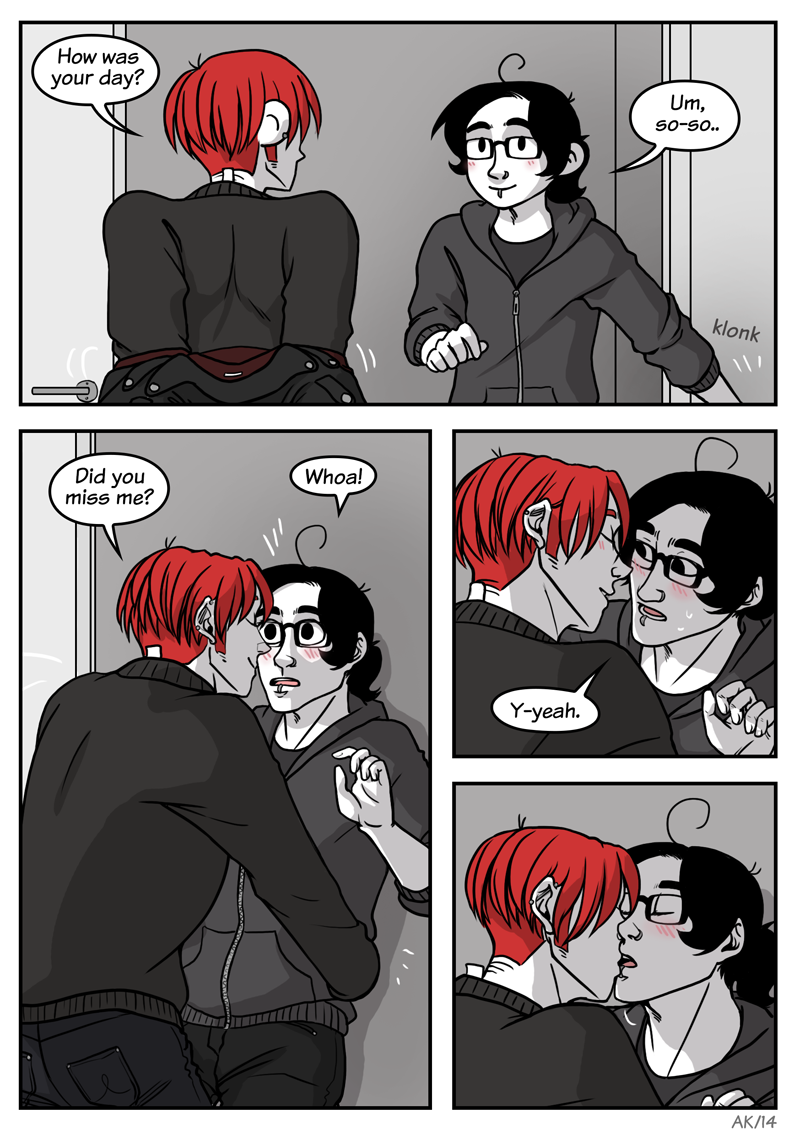 How was
your day?
Um,
so-so..
klonk
Did you
miss me?
Whoa!
Y-yeah.
AK/14